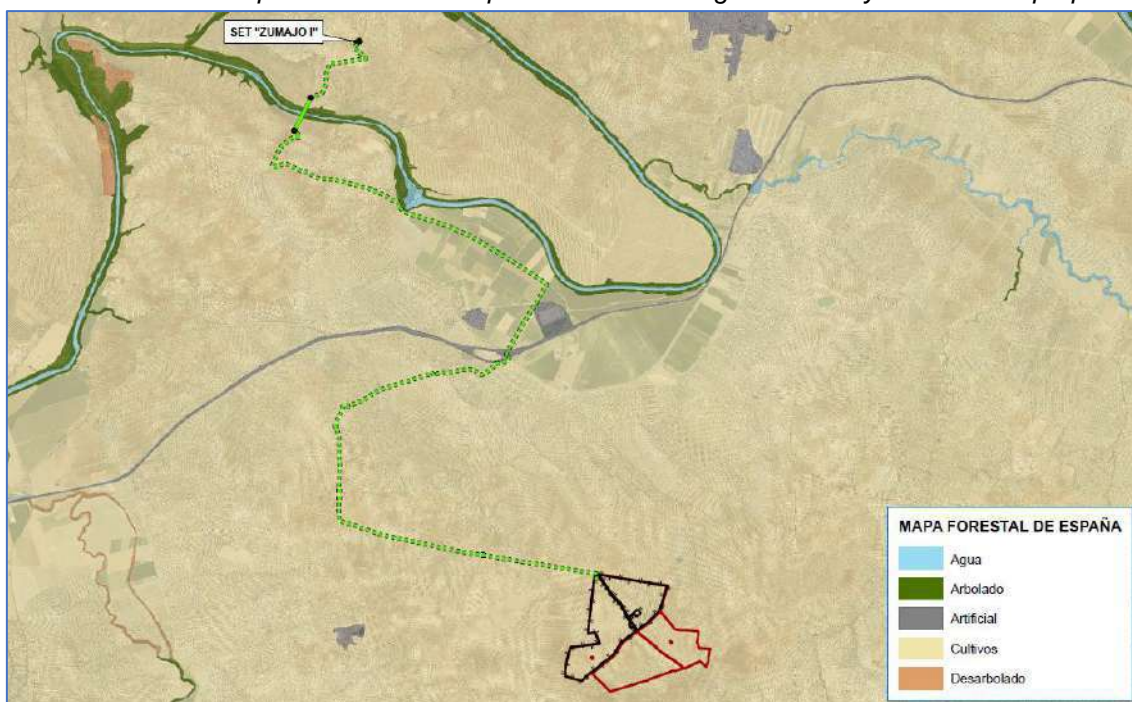 SET "ZUMAJO I"
MAPA FORESTAL DE ESPAÑA
Agua
Arbolado
Artificial
Cultivos
Desarbolado